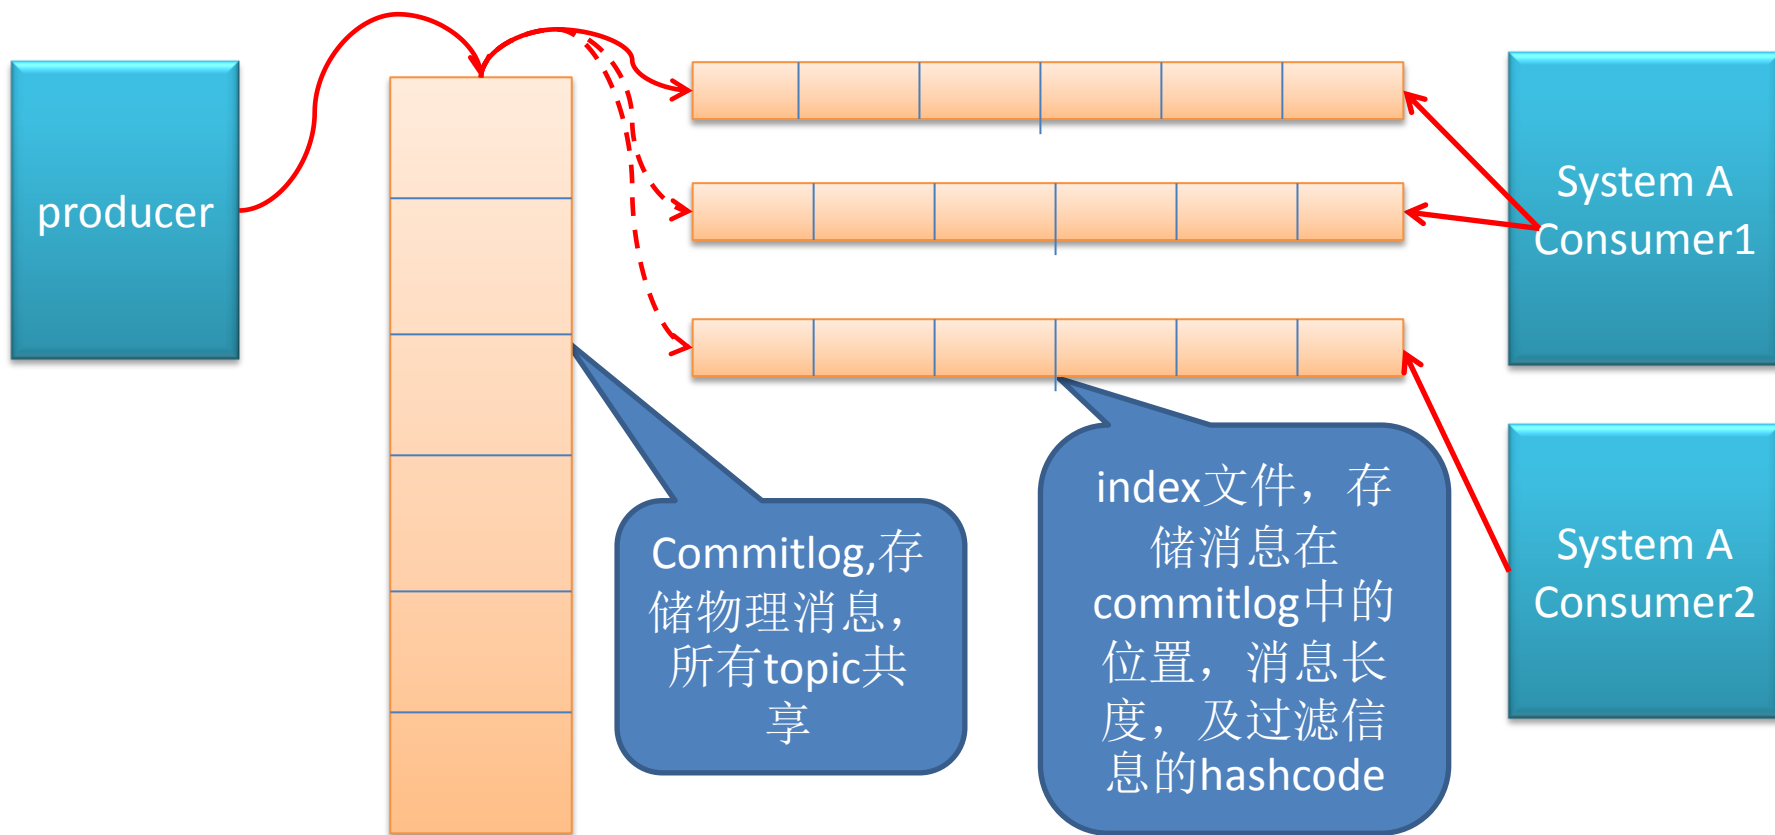 producer
System A
Consumer1
Commitlog,存
储物理消息，
所有topic共
享
index文件，存
储消息在
commitlog中的
位置，消息长
度，及过滤信
息的hashcode
System A
Consumer2